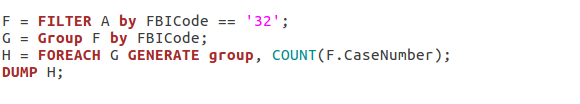 F = FILTER A by FBICode == '32';
G = Group F by FBICode;
H = FOREACH G GENERATE group, COUNT(F.CaseNumber);
DUMP H;